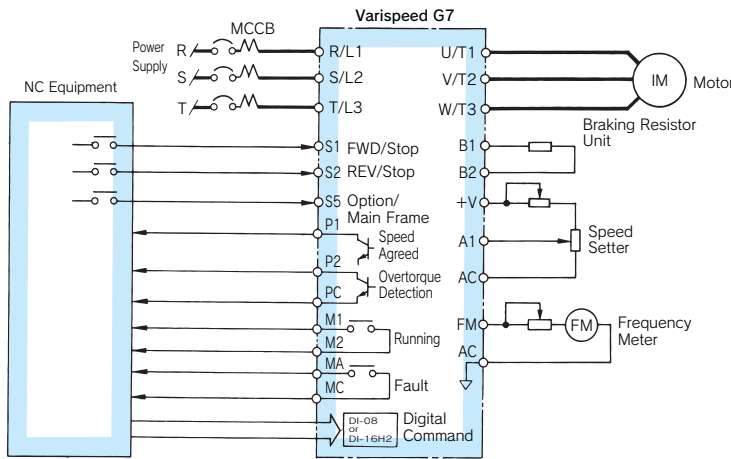 Varispeed G7
MCCB
Power
Supply
R
R/L1
S
S/L2
T
T/L3
U/T1
V/T2
W/T3
IM
Motor
NC Equipment
Braking Resistor
Unit
S1
FWD/Stop
S2
REV/Stop
S5
Option/
Main Frame
P1
Speed
Agreed
P2
Overtorque
Detection
PC
M1
M2
Running
MA
MC
Fault
DI-08
or
DI-16H2
Digital
Command
B1
B2
+V
A1
AC
Speed
Setter
FM
FM
AC
Frequency
Meter